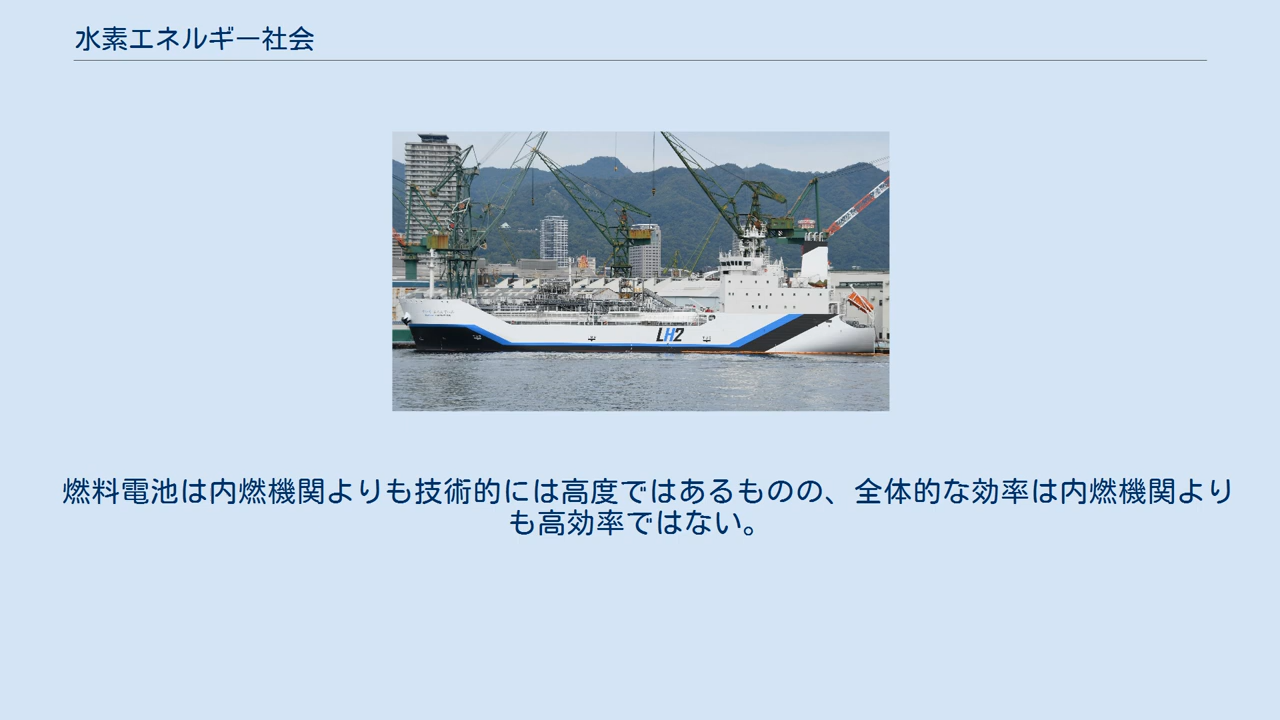 水素エネルギー社会
LH2
燃料電池は内燃機関よりも技術的には高度ではあるものの、全体的な効率は内燃機関より
も高効率ではない。